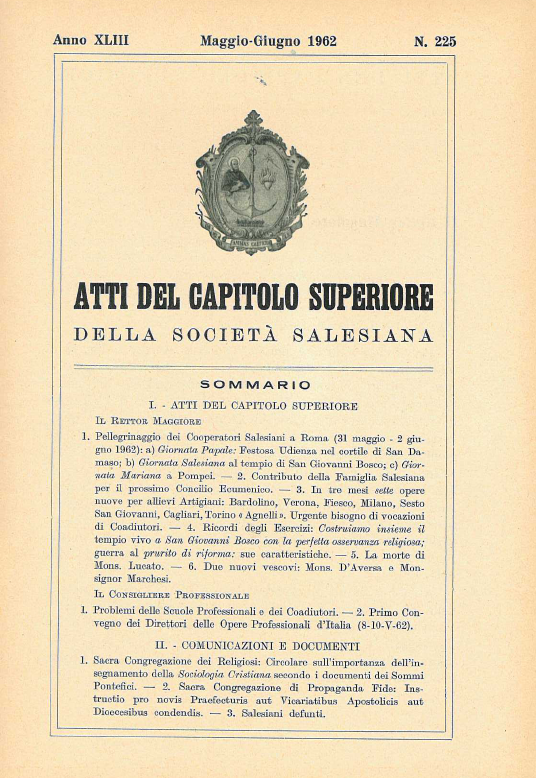 Anno XLIII Maggio-Giugno 1962 N. 225
ATTI DEL CAPITOLO SUPERIORE
DELLA SOCIETÀ SALESIANA
SOMMARIO
I. - ATTI DEL CAPITOLO SUPERIORE
IL RETTOR MAGGIORE
1. Pellegrinaggio dei Cooperatori Salesiani a Roma (31 maggio - 2 giu-
gno 1962): a) Giornata Papale: Festosa Udienza nel cortile di San Da-
maso; b) Giornata Salesiana al tempio di San Giovanni Bosco; c) Gior-
nata Mariana a Pompei. — 2. Contributo della Famiglia Salesiana
per il prossimo Concilio Ecumenico. — 3. In tre mesi sette opere
nuove per allievi Artigiani: Bardolino, Verona, Fiesco, Milano, Sesto
San Giovanni, Cagliari, Torino « Agnelli ». Urgente bisogno di vocazioni
di Coadiutori. — 4. Ricordi degli Esercizi: Costruiamo insieme il
tempio vivo a San Giovanni Bosco con la perfetta osservanza religiosa;
guerra al prurito di riforma: sue caratteristiche. — 5. La morte di
Mons. Lucato. — 6. Due nuovi vescovi: Mons. D'Aversa e Mon-
signor Marchesi.
IL CONSIGLIERE PROFESSIONALE
1. Problemi delle Scuole Professionali e dei Coadiutori. — 2. Primo Con-
vegno dei Direttori delle Opere Professionali d'Italia (8-10-V-62).
II. - COMUNICAZIONI E DOCUMENTI
1. Sacra Congregazione dei Religiosi: Circolare sull'importanza dell'in-
segnamento della Sociologia Cristiana secondo i documenti dei Sommi
Pontefici. — 2. Sacra Congregazione di Propaganda Fide: Ins-
tructio pro novis Praefecturis aut Vicariatibus Apostolicis aut
Dioecesibus condendis. — 3. Salesiani defunti.